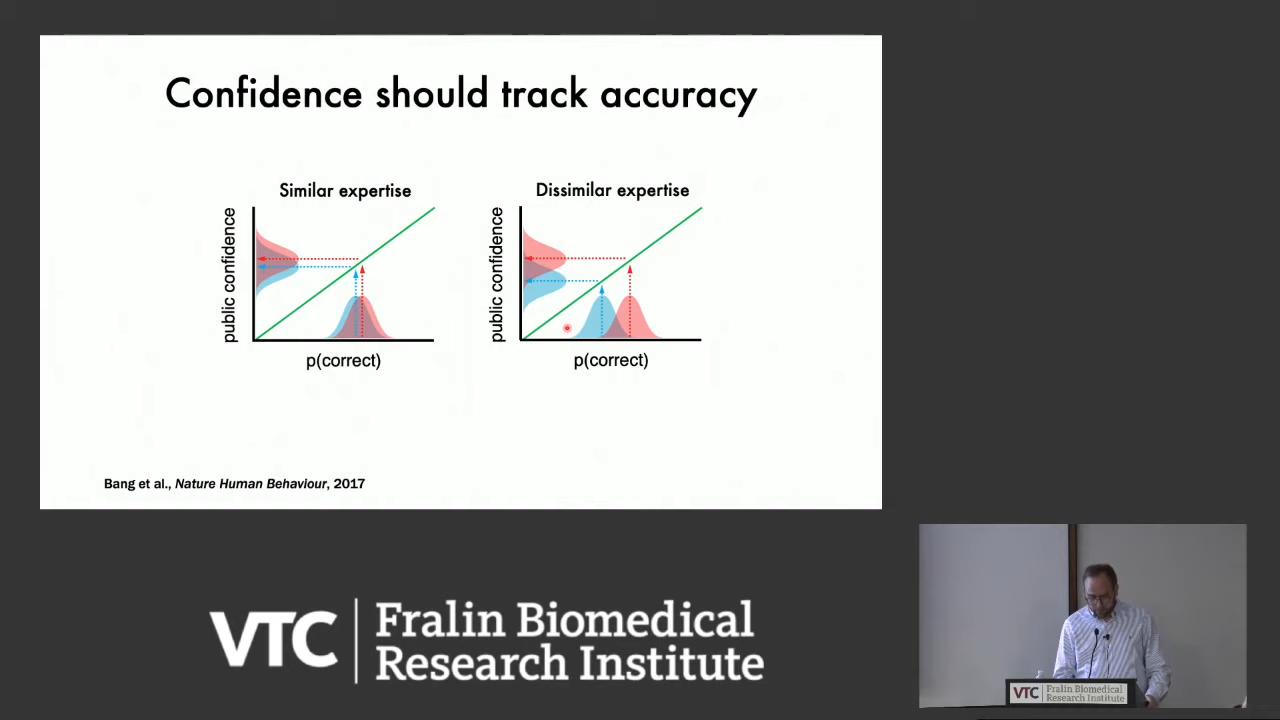 Confidence should track accuracy
Similar expertise
public confidence
p(correct)
Dissimilar expertise
public confidence
p(correct)
Bang et al., Nature Human Behaviour, 2017
VTC
Fralin Biomedical
Research Institute
VTC
Fralin Biomedical
Research Institute